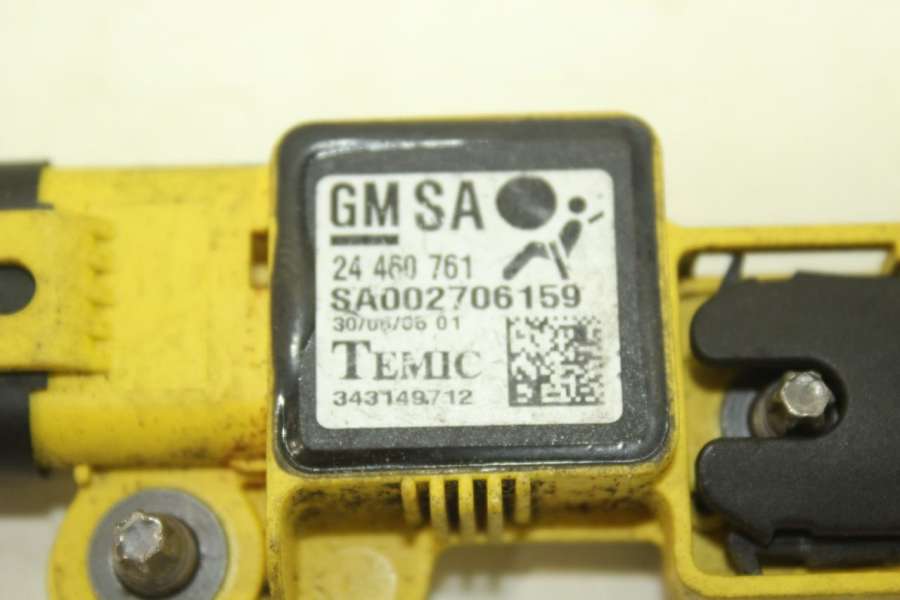 GM SA
24 460 761
SA002706159
30/06/06 01
TEMIC
343149712